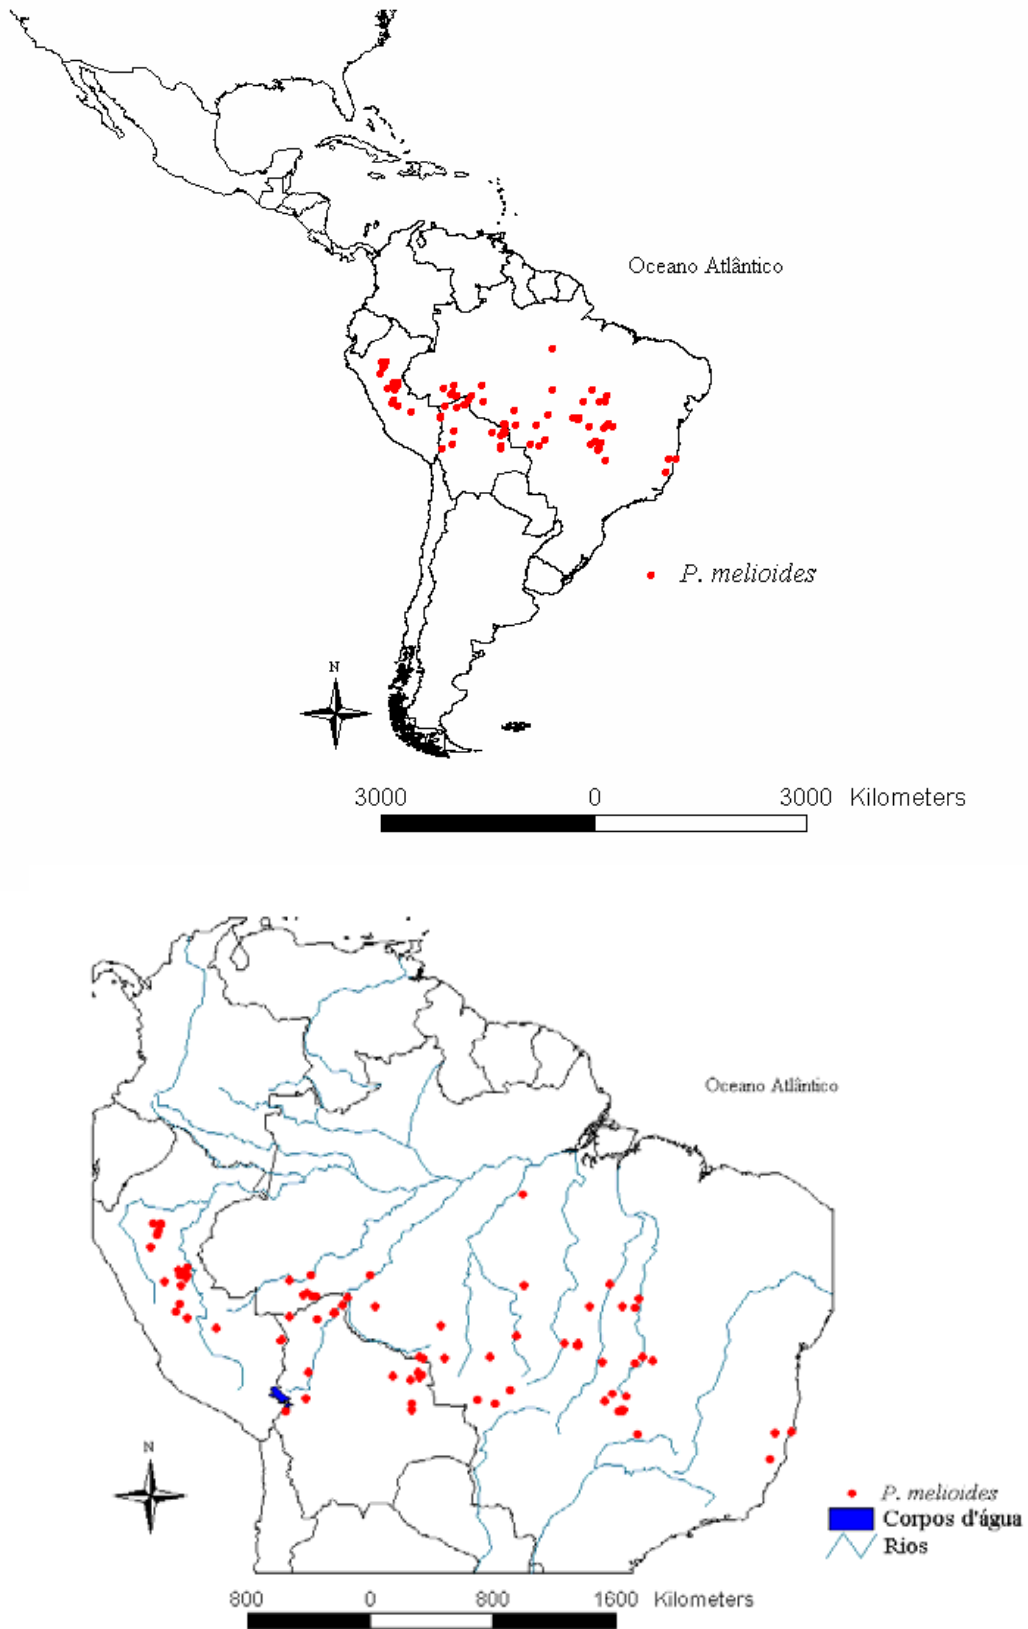 Oceano Atlântico
P. melioides
N
3000 0 3000 Kilometers
Oceano Atlântico
N
P. melioides
Corpos d'água
Rios
800 0 800 1600 Kilometers